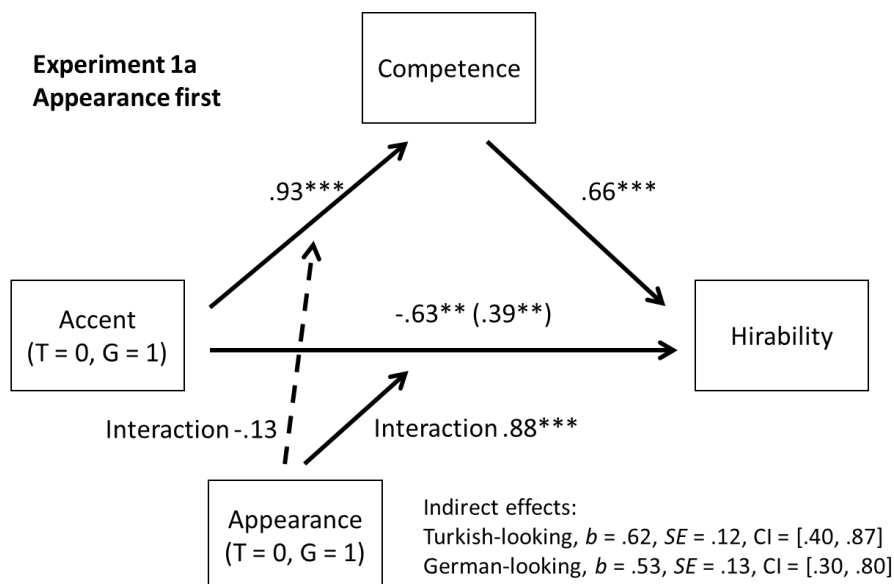 Experiment 1a
Appearance first
Competence
.93***
.66***
Accent
(T = 0, G = 1)
-.63** (.39**)
Hirability
Interaction -.13
Interaction .88***
Appearance
(T = 0, G = 1)
Indirect effects:
Turkish-looking, b = .62, SE = .12, CI = [.40, .87]
German-looking, b = .53, SE = .13, CI = [.30, .80]